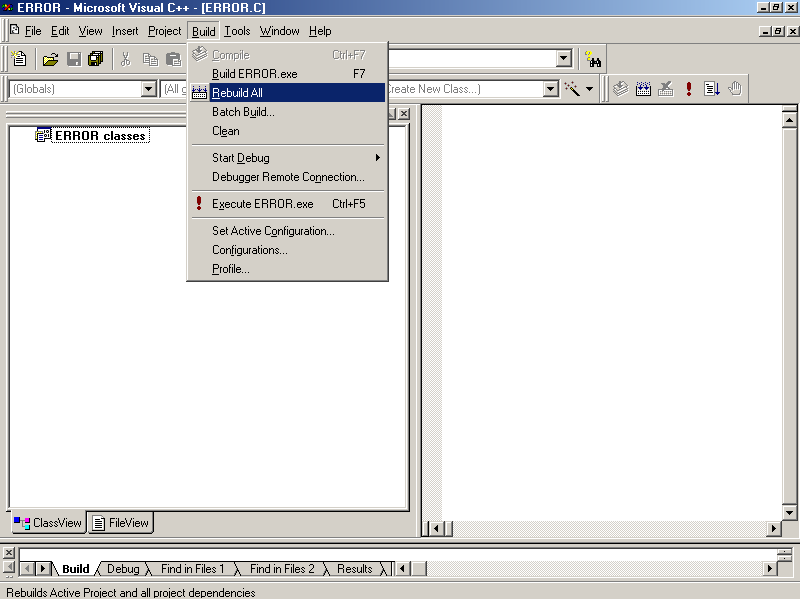 ERROR - Microsoft Visual C++ - [ERROR.C]
File Edit View Insert Project Build Tools Window Help
Compile Ctrl+F7
Build ERROR.exe F7
(Globals) (All g Create New Class...)
Rebuild All
Batch Build...
Clean
ERROR classes
Start Debug
Debugger Remote Connection...
Execute ERROR.exe Ctrl+F5
Set Active Configuration...
Configurations...
Profile...
ClassView FileView
Build Debug Find in Files 1 Find in Files 2 Results
Rebuilds Active Project and all project dependencies